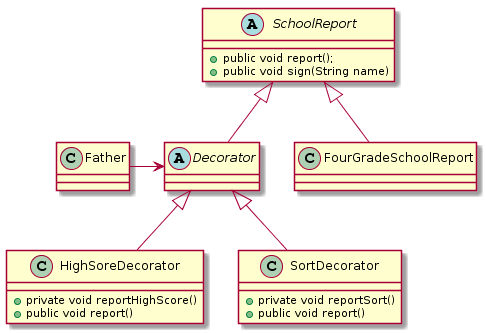 A SchoolReport
public void report();
public void sign(String name)
C Father
A Decorator
C FourGradeSchoolReport
C HighSoreDecorator
private void reportHighScore()
public void report()
C SortDecorator
private void reportSort()
public void report()